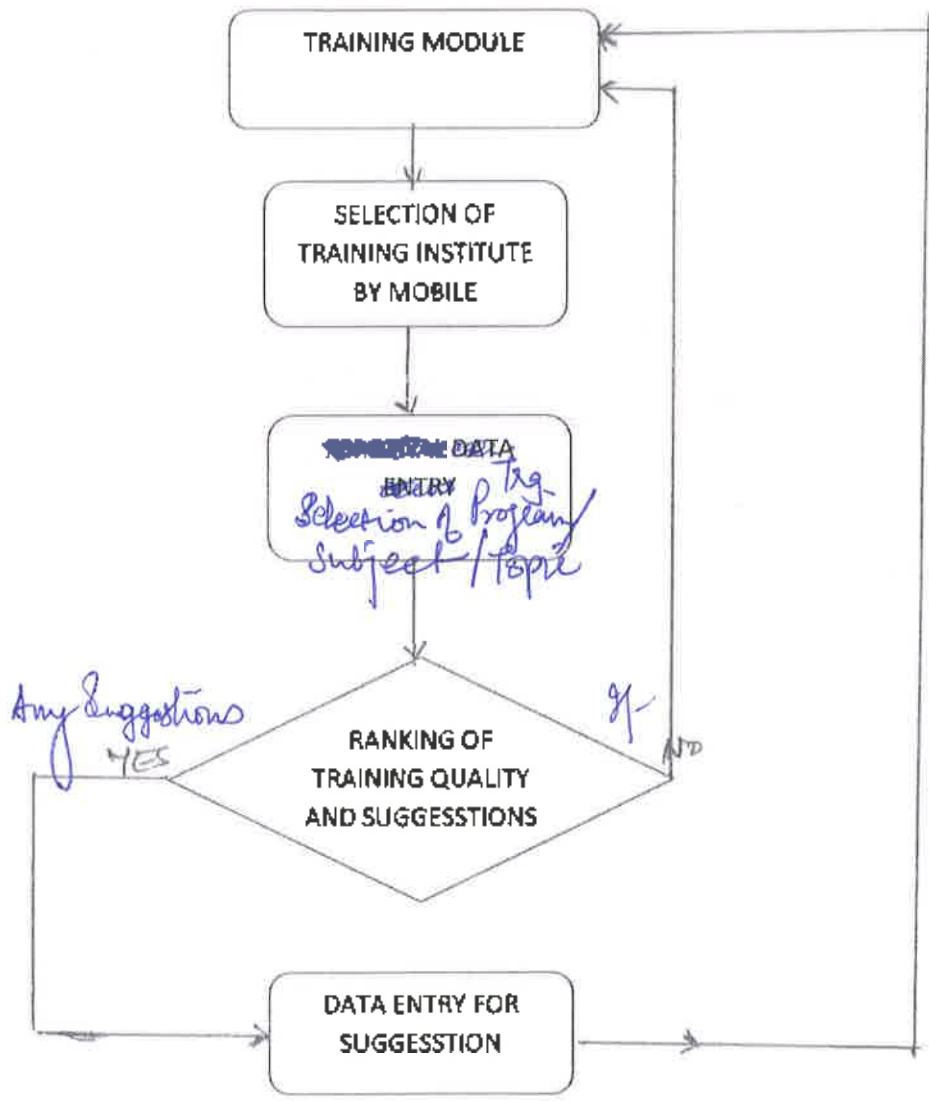 TRAINING MODULE
SELECTION OF
TRAINING INSTITUTE
BY MOBILE
DATA
ENTRY Trg
Selection of Program/
Subject/Topic
Any Suggestions
YES
If
NO
RANKING OF
TRAINING QUALITY
AND SUGGESSTIONS
DATA ENTRY FOR
SUGGESSTION